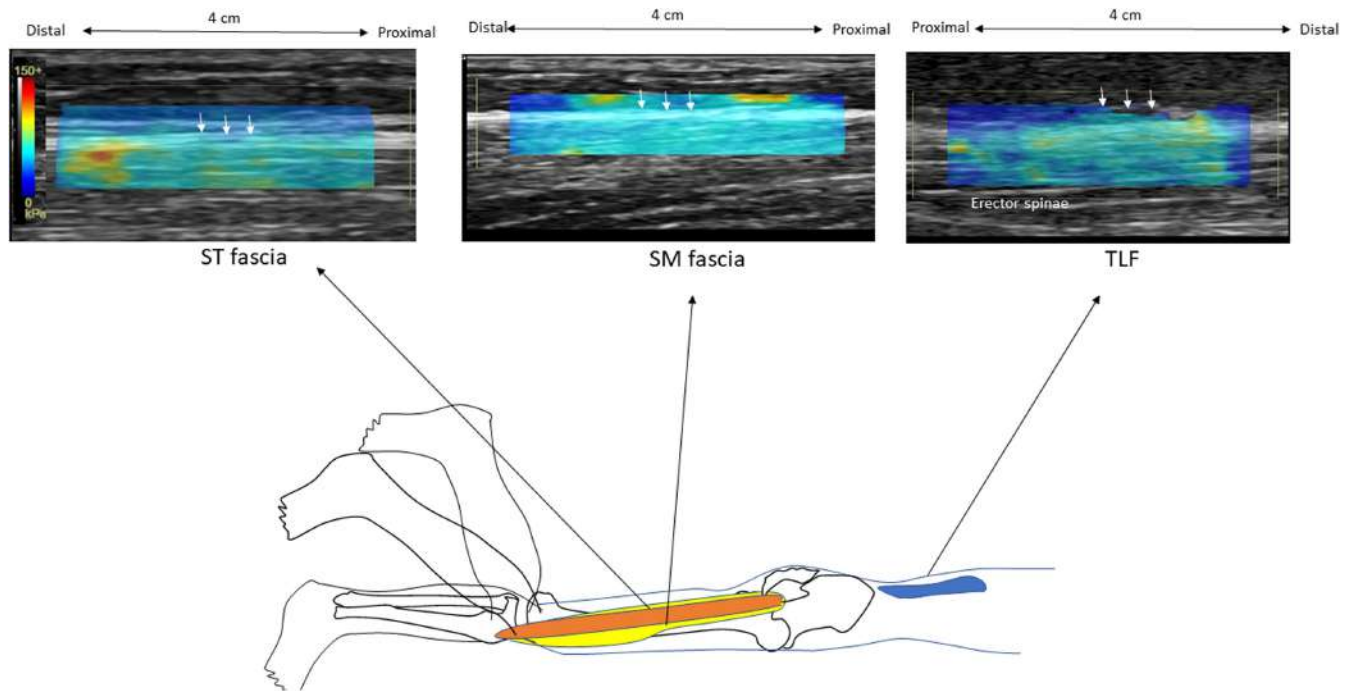 4 cm
Distal Proximal
150+
0
kPa
ST fascia
4 cm
Distal Proximal
SM fascia
4 cm
Proximal Distal
Erector spinae
TLF